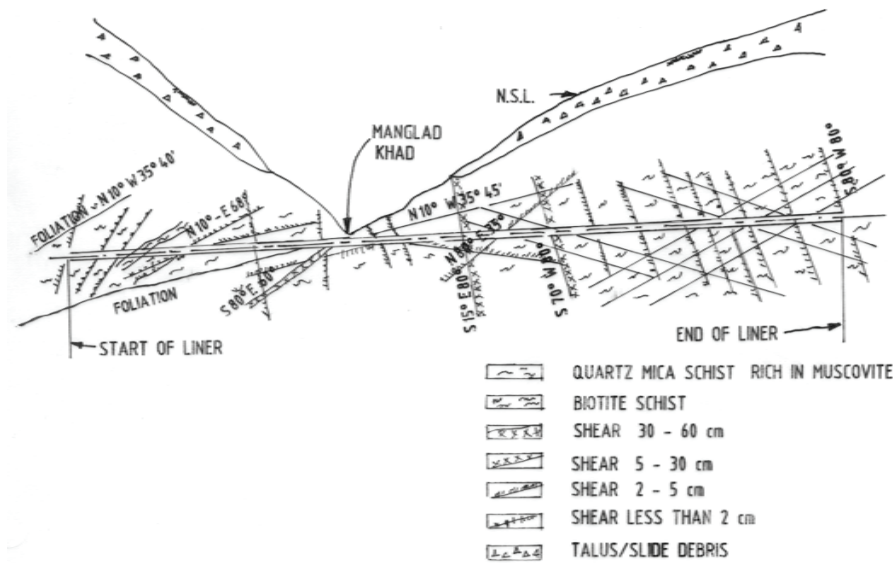 N.S.L.
MANGLAD
KHAD
FOLIATION - N10° W 35° 40'
N10° - E 68°
N10° W 35° 45'
S 80° W 80°
N 80° E 35°
S 80° E 60°
S 15° E 80°
S 70° W 80°
FOLIATION
START OF LINER
END OF LINER
QUARTZ MICA SCHIST RICH IN MUSCOVITE
BIOTITE SCHIST
SHEAR 30 - 60 cm
SHEAR 5 - 30 cm
SHEAR 2 - 5 cm
SHEAR LESS THAN 2 cm
TALUS/SLIDE DEBRIS